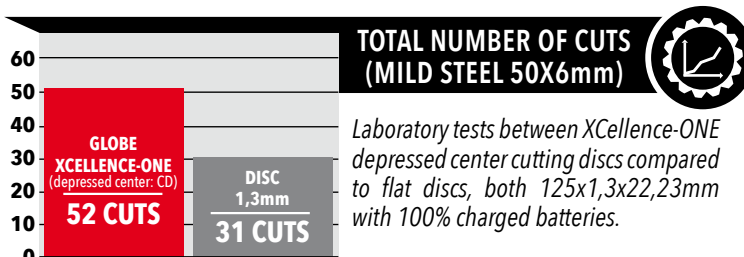 TOTAL NUMBER OF CUTS
(MILD STEEL 50X6mm)
60
50
40
30
20
10
0
GLOBE
XCELLENCE-ONE
(depressed center: CD)
52 CUTS
DISC
1,3mm
31 CUTS
Laboratory tests between XCellence-ONE
depressed center cutting discs compared
to flat discs, both 125x1,3x22,23mm
with 100% charged batteries.